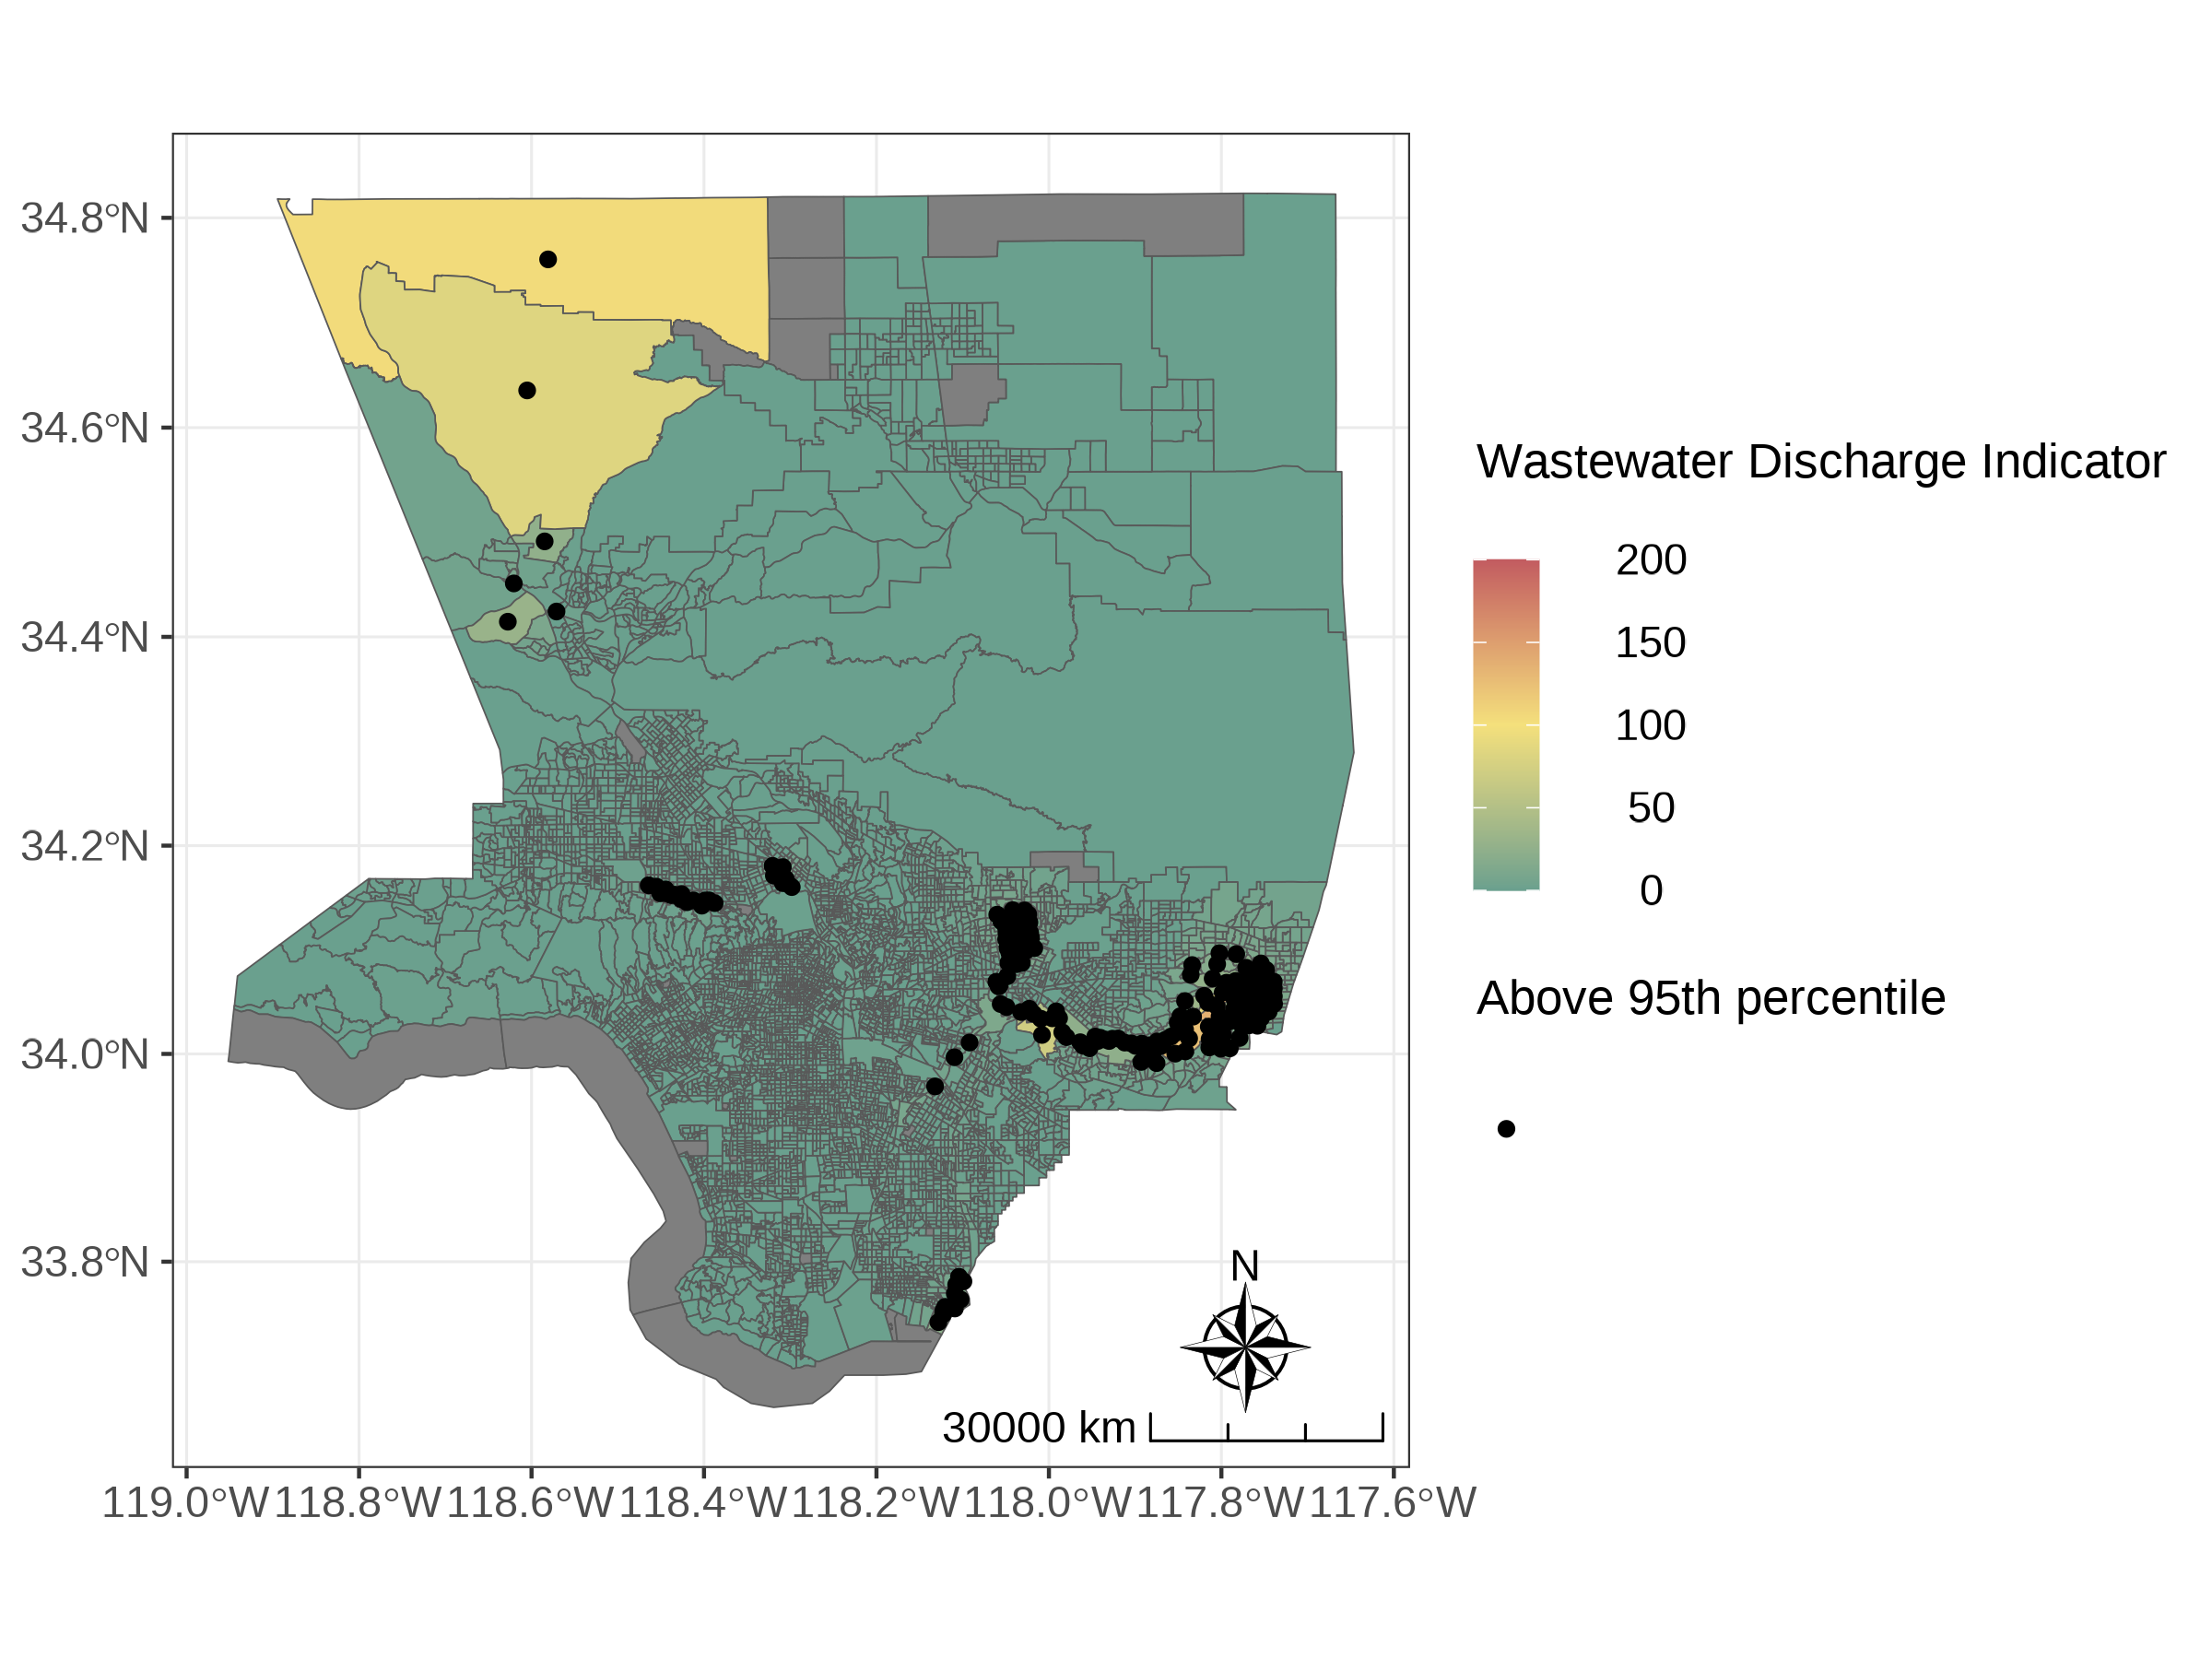 34.8°N
34.6°N
34.4°N
34.2°N
34.0°N
33.8°N
119.0°W 118.8°W 118.6°W 118.4°W 118.2°W 118.0°W 117.8°W 117.6°W
N
30000 km
Wastewater Discharge Indicator
200
150
100
50
0
Above 95th percentile